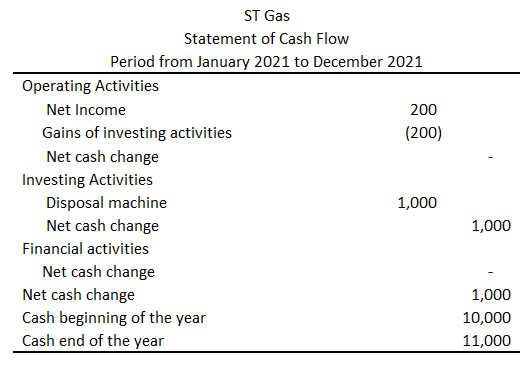 ST Gas
Statement of Cash Flow
Period from January 2021 to December 2021
Operating Activities
Net Income 200
Gains of investing activities (200)
Net cash change -
Investing Activities
Disposal machine 1,000
Net cash change 1,000
Financial activities
Net cash change -
Net cash change 1,000
Cash beginning of the year 10,000
Cash end of the year 11,000